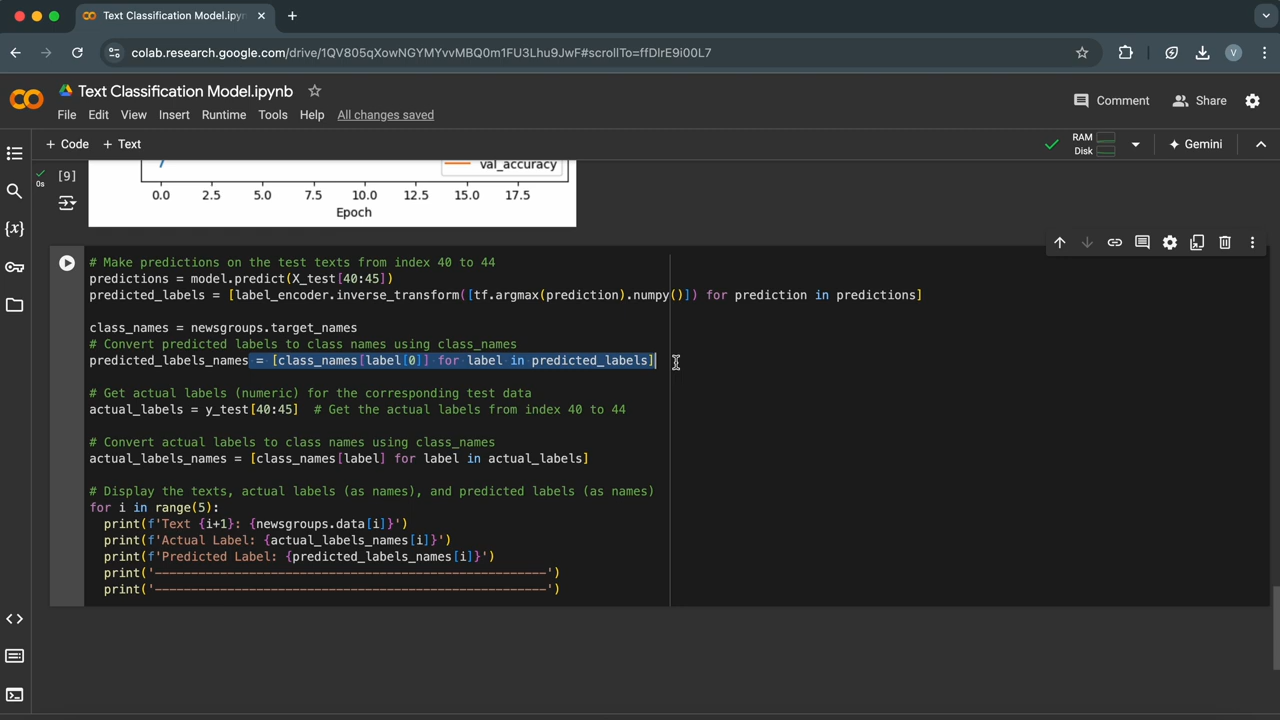 Text Classification Model.ipyn
colab.research.google.com/drive/1QV805qXowNGYMYvvMBQ0m1FU3Lhu9JwF#scrollTo=ffDlrE9i00L7
V
Text Classification Model.ipynb
File Edit View Insert Runtime Tools Help All changes saved
Comment
Share
+ Code + Text
RAM
Disk
Gemini
{x}
0s
[9]
val_accuracy
0.0 2.5 5.0 7.5 10.0 12.5 15.0 17.5
Epoch
# Make predictions on the test texts from index 40 to 44
predictions = model.predict(X_test[40:45])
predicted_labels = [label_encoder.inverse_transform([tf.argmax(prediction).numpy()]) for prediction in predictions]
class_names = newsgroups.target_names
# Convert predicted labels to class names using class_names
predicted_labels_names = [class_names[label[0]] for label in predicted_labels]
# Get actual labels (numeric) for the corresponding test data
actual_labels = y_test[40:45]  # Get the actual labels from index 40 to 44
# Convert actual labels to class names using class_names
actual_labels_names = [class_names[label] for label in actual_labels]
# Display the texts, actual labels (as names), and predicted labels (as names)
for i in range(5):
  print(f'Text {i+1}: {newsgroups.data[i]}')
  print(f'Actual Label: {actual_labels_names[i]}')
  print(f'Predicted Label: {predicted_labels_names[i]}')
  print('------------------------------------------------------')
  print('------------------------------------------------------')